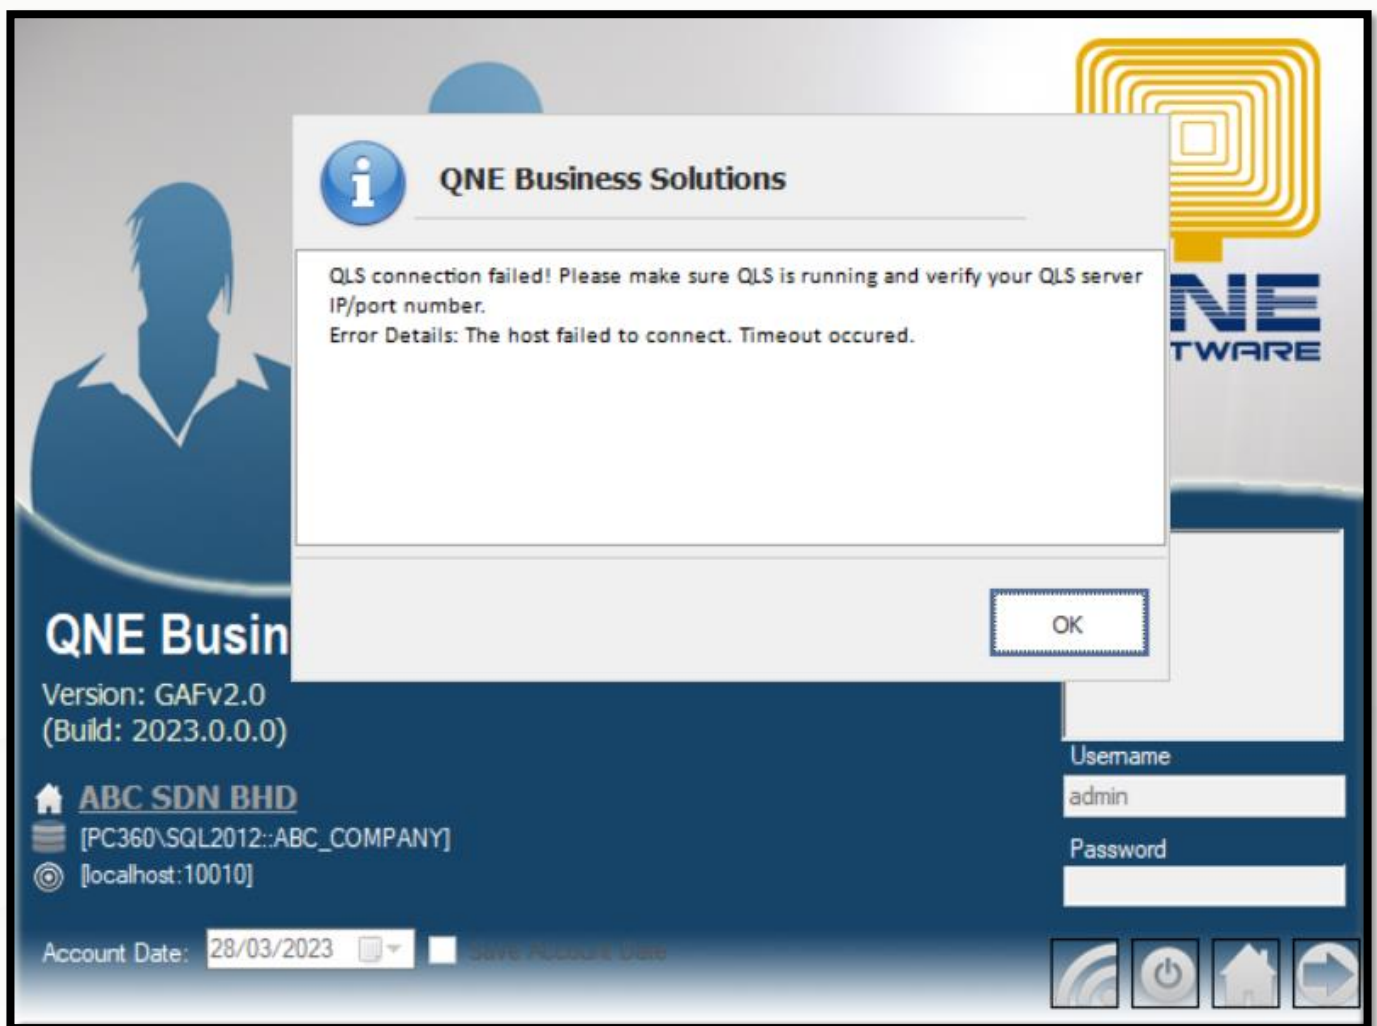 QNE Business Solutions
QLS connection failed! Please make sure QLS is running and verify your QLS server
IP/port number.
Error Details: The host failed to connect. Timeout occured.
OK
NE
TWARE
QNE Busin
Version: GAFv2.0
(Build: 2023.0.0.0)
ABC SDN BHD
[PC360\SQL2012::ABC_COMPANY]
[localhost:10010]
Account Date: 28/03/2023 Save Account Date
Username
admin
Password